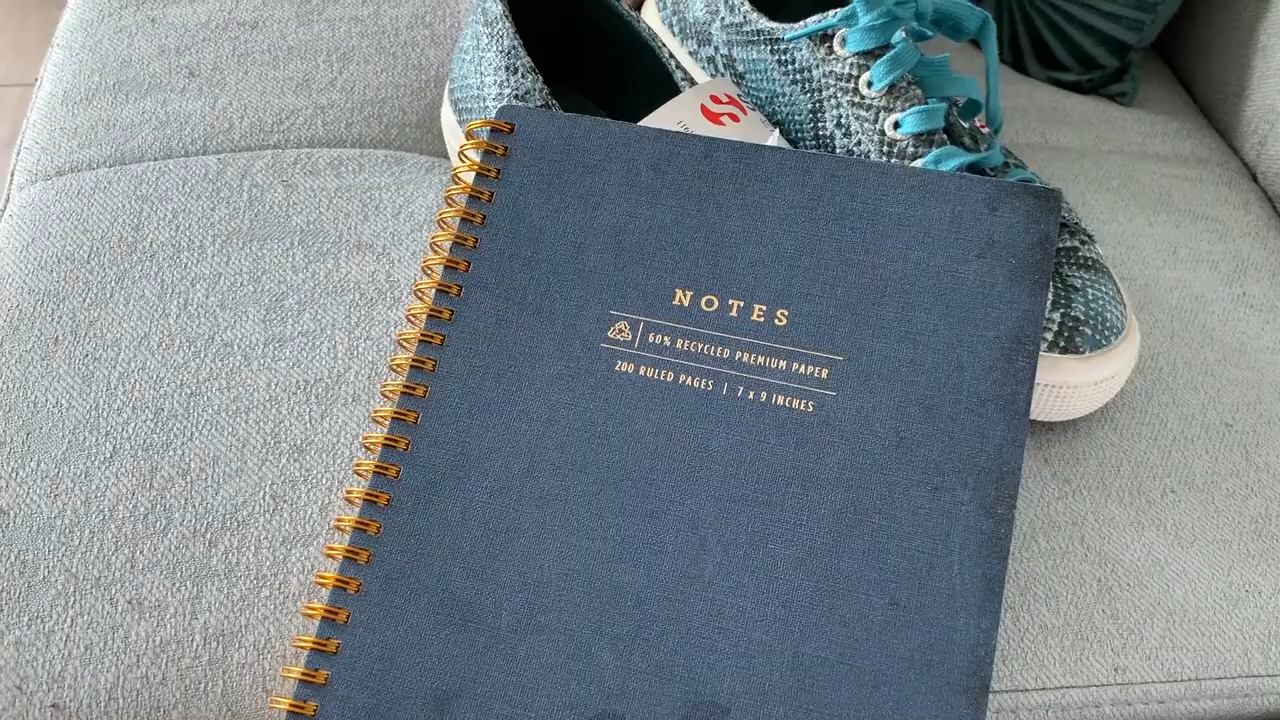 NOTES
60% RECYCLED PREMIUM PAPER
200 RULED PAGES | 7 x 9 INCHES